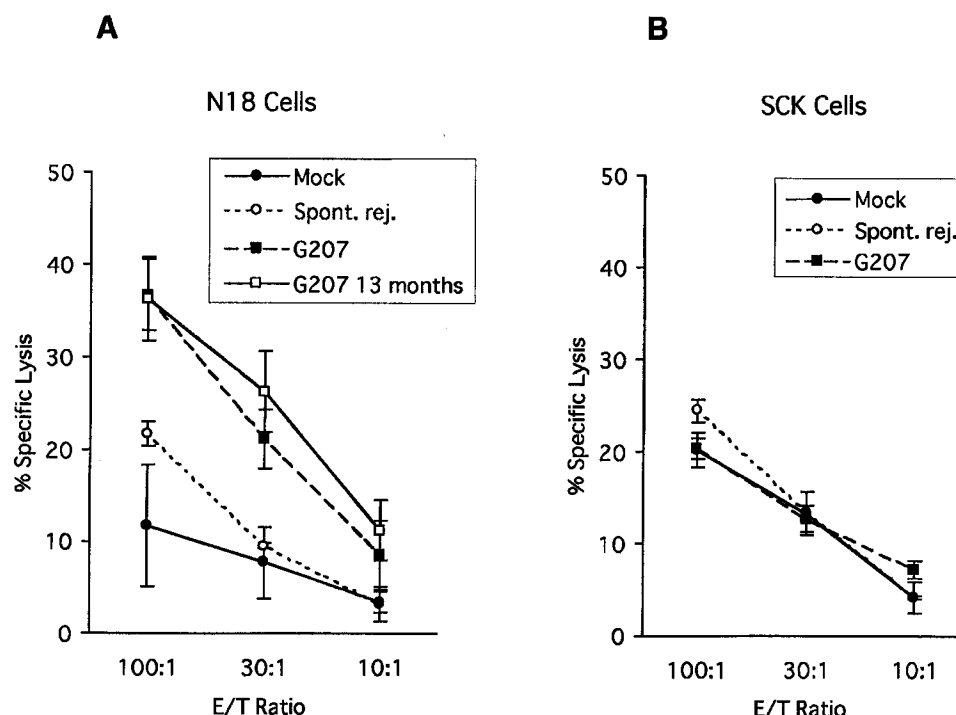 A
N18 Cells
Mock
Spont. rej.
G207
G207 13 months
50
40
30
20
10
0
% Specific Lysis
100:1
30:1
10:1
E/T Ratio
B
SCK Cells
Mock
Spont. rej.
G207
50
40
30
20
10
0
% Specific Lysis
100:1
30:1
10:1
E/T Ratio